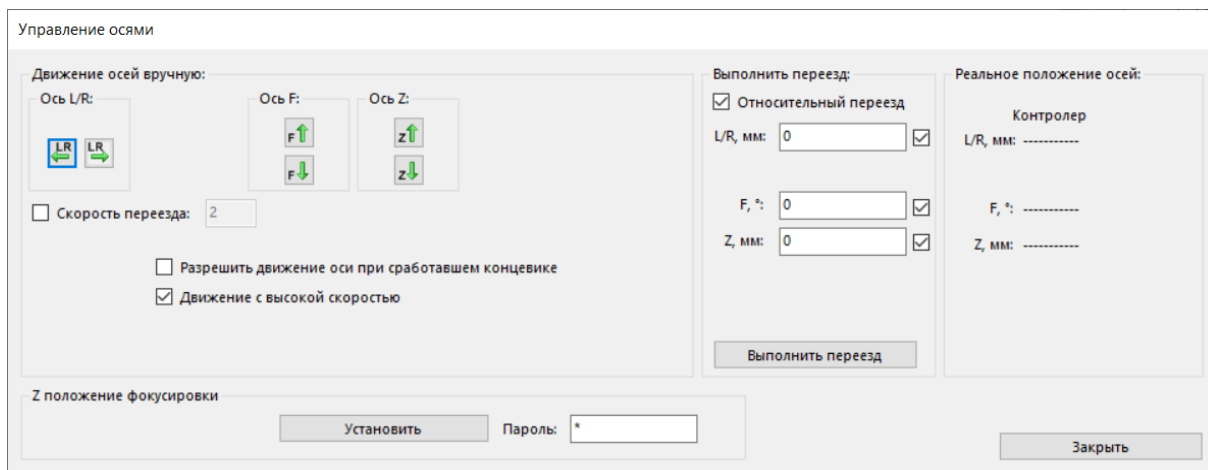 Управление осями
Движение осей вручную:
Ось L/R:
Ось F:
Ось Z:
LR
LR
F
Z
F
Z
Скорость переезда: 2
Разрешить движение оси при сработавшем концевике
Движение с высокой скоростью
Выполнить переезд:
Относительный переезд
L/R, мм: 0
F, °: 0
Z, мм: 0
Выполнить переезд
Реальное положение осей:
Контролер
L/R, мм: -----------
F, °: -----------
Z, мм: -----------
Z положение фокусировки
Установить
Пароль: *
Закрыть